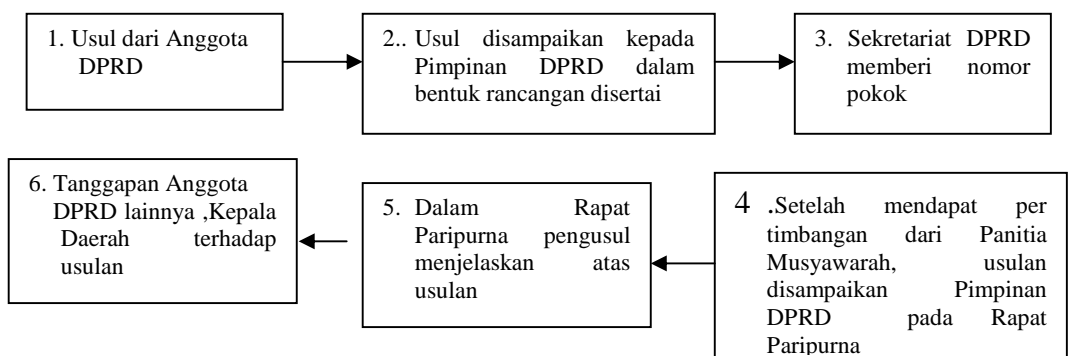 1. Usul dari Anggota
DPRD
2.. Usul disampaikan kepada
Pimpinan DPRD dalam
bentuk rancangan disertai
3. Sekretariat DPRD
memberi nomor
pokok
4 .Setelah mendapat per
timbangan dari Panitia
Musyawarah, usulan
disampaikan Pimpinan
DPRD pada Rapat
Paripurna
5. Dalam Rapat
Paripurna pengusul
menjelaskan atas
usulan
6. Tanggapan Anggota
DPRD lainnya ,Kepala
Daerah terhadap
usulan